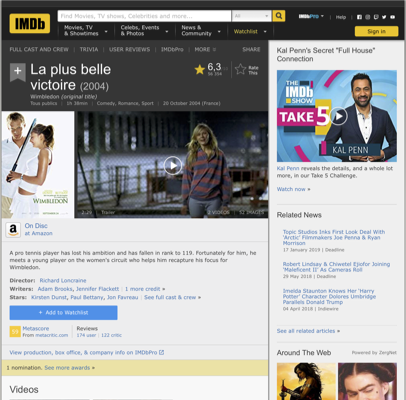 IMDb
Find Movies, TV shows, Celebrities and more...
All
IMDbPro
Help
Movies, TV
& Showtimes
Celebs, Events
& Photos
News &
Community
Watchlist
Sign in
FULL CAST AND CREW | TRIVIA | USER REVIEWS | IMDbPro | MORE
SHARE
La plus belle
victoire (2004)
Wimbledon (original title)
Tous publics | 1h 38min | Comedy, Romance, Sport | 20 October 2004 (France)
6,3
Rate
This
WIMBLEDON
2:29 | Trailer
2 VIDEOS | 52 IMAGES
On Disc
at Amazon
A pro tennis player has lost his ambition and has fallen in rank to 119. Fortunately for him, he
meets a young player on the women's circuit who helps him recapture his focus for
Wimbledon.
Director: Richard Loncraine
Writers: Adam Brooks, Jennifer Flackett | 1 more credit »
Stars: Kirsten Dunst, Paul Bettany, Jon Favreau | See full cast & crew »
+ Add to Watchlist
Metascore
From metacritic.com
Reviews
174 user | 122 critic
View production, box office, & company info on IMDbPro
1 nomination. See more awards »
Videos
Kal Penn's Secret "Full House"
Connection
THE
IMDb
SHOW
TAKE 5
KAL PENN
Kal Penn reveals the details, and a whole lot
more, in our Take 5 Challenge.
Watch now »
Related News
Topic Studios Inks First Look Deal With
'Arctic' Filmmakers Joe Penna & Ryan
Morrison
17 January 2019 | Deadline
Robert Lindsay & Chiwetel Ejiofor Joining
'Maleficent II' As Cameras Roll
29 May 2018 | Deadline
Imelda Staunton Knows Her 'Harry
Potter' Character Dolores Umbridge
Parallels Donald Trump
04 April 2018 | Indiewire
See all related articles »
Around The Web
Powered by ZergNet